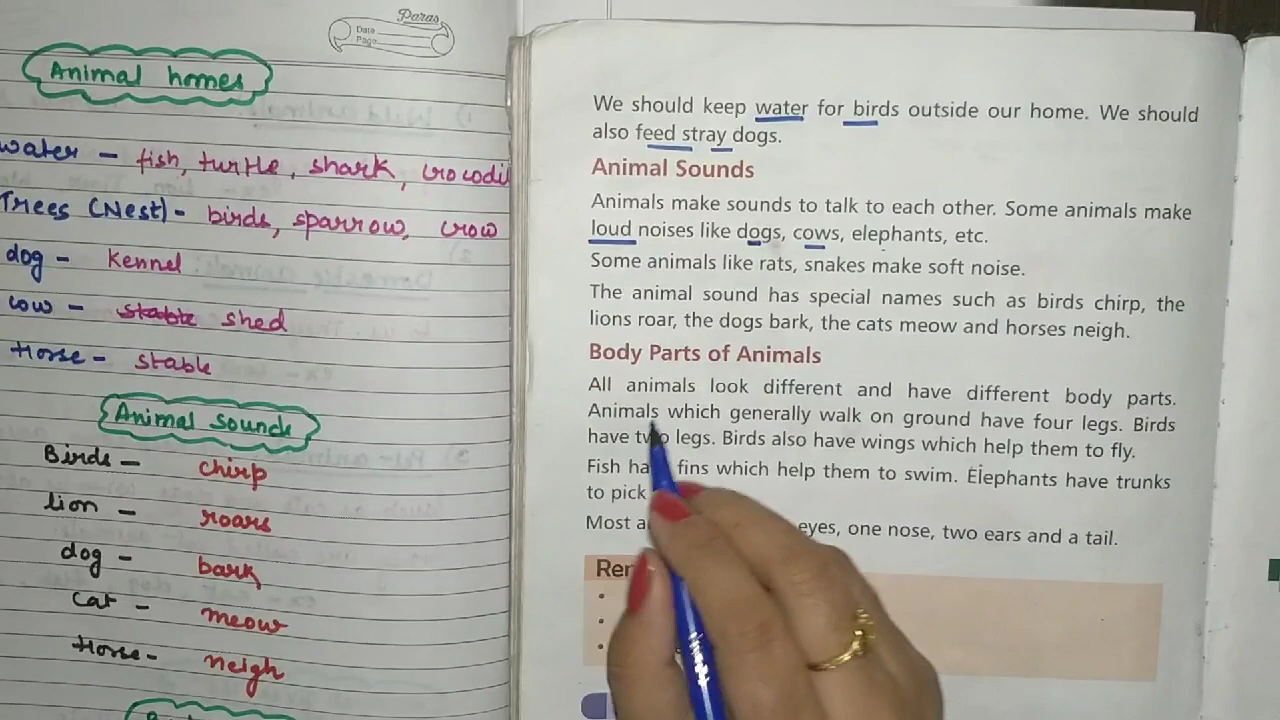 Paras
Date
Page
Animal homes
water - fish, turtle, shark, crocodil
Trees (Nest) - birds, sparrow, crow
dog - Kennel
cow - stable shed
Horse - stable
Animal sounds
Birds - chirp
lion - roars
dog - bark
cat - meow
Horse - neigh
We should keep water for birds outside our home. We should
also feed stray dogs.
Animal Sounds
Animals make sounds to talk to each other. Some animals make
loud noises like dogs, cows, elephants, etc.
Some animals like rats, snakes make soft noise.
The animal sound has special names such as birds chirp, the
lions roar, the dogs bark, the cats meow and horses neigh.
Body Parts of Animals
All animals look different and have different body parts.
Animals which generally walk on ground have four legs. Birds
have two legs. Birds also have wings which help them to fly.
Fish ha fins which help them to swim. Elephants have trunks
to pick
Most a eyes, one nose, two ears and a tail.
Rem